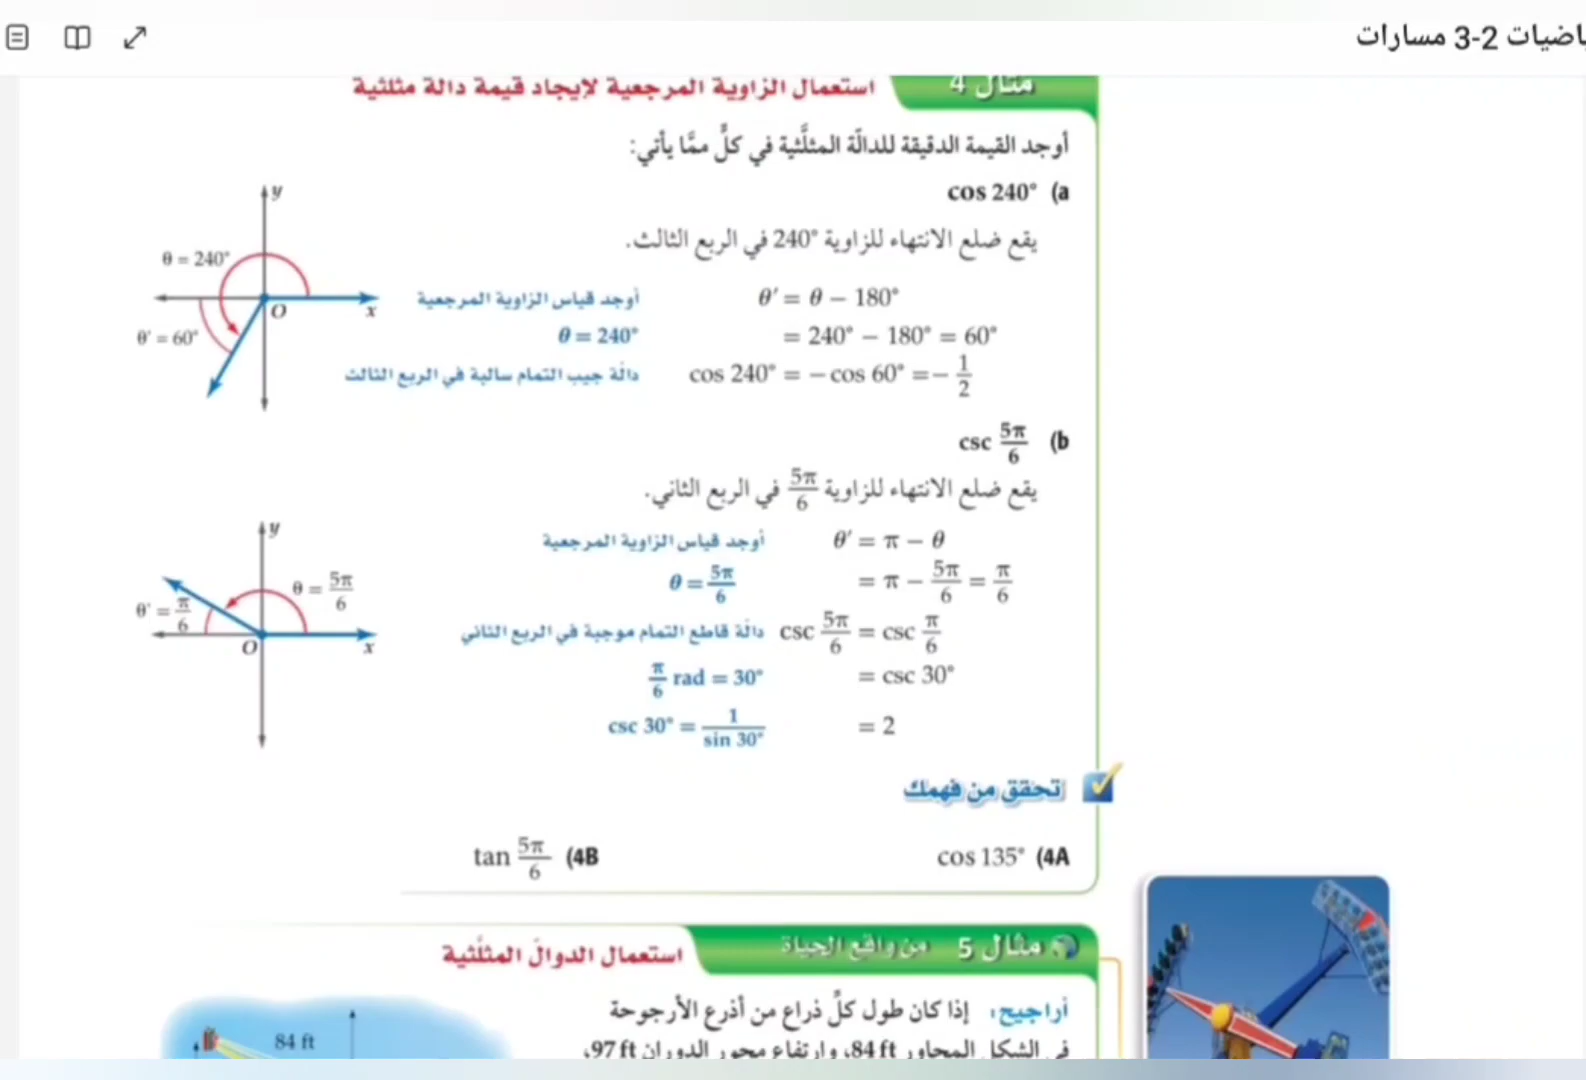 رياضيات 2-3 مسارات
مثال 4 استعمال الزاوية المرجعية لإيجاد قيمة دالة مثلثية
أوجد القيمة الدقيقة للدالّة المثلَّثية في كلٍّ ممَّا يأتي:
cos 240° (a
يقع ضلع الانتهاء للزاوية 240° في الربع الثالث.
y
θ = 240°
O
x
θ' = 60°
θ′ = θ − 180° أوجد قياس الزاوية المرجعية
= 240° − 180° = 60° θ = 240°
cos 240° = − cos 60° = − 1/2 دالّة جيب التمام سالبة في الربع الثالث
csc 5π/6 (b
يقع ضلع الانتهاء للزاوية 5π/6 في الربع الثاني.
y
θ = 5π/6
θ' = π/6
O
x
θ′ = π − θ أوجد قياس الزاوية المرجعية
= π − 5π/6 = π/6 θ = 5π/6
csc 5π/6 = csc π/6 دالّة قاطع التمام موجبة في الربع الثاني
= csc 30° π/6 rad = 30°
= 2 csc 30° = 1/sin 30°
تحقق من فهمك
cos 135° (4A
tan 5π/6 (4B
مثال 5 من واقع الحياة استعمال الدوالّ المثلَّثية
أراجيح: إذا كان طول كلِّ ذراع من أذرع الأرجوحة
في الشكل المجاور 84 ft، وارتفاع محور الدوران 97 ft،
84 ft